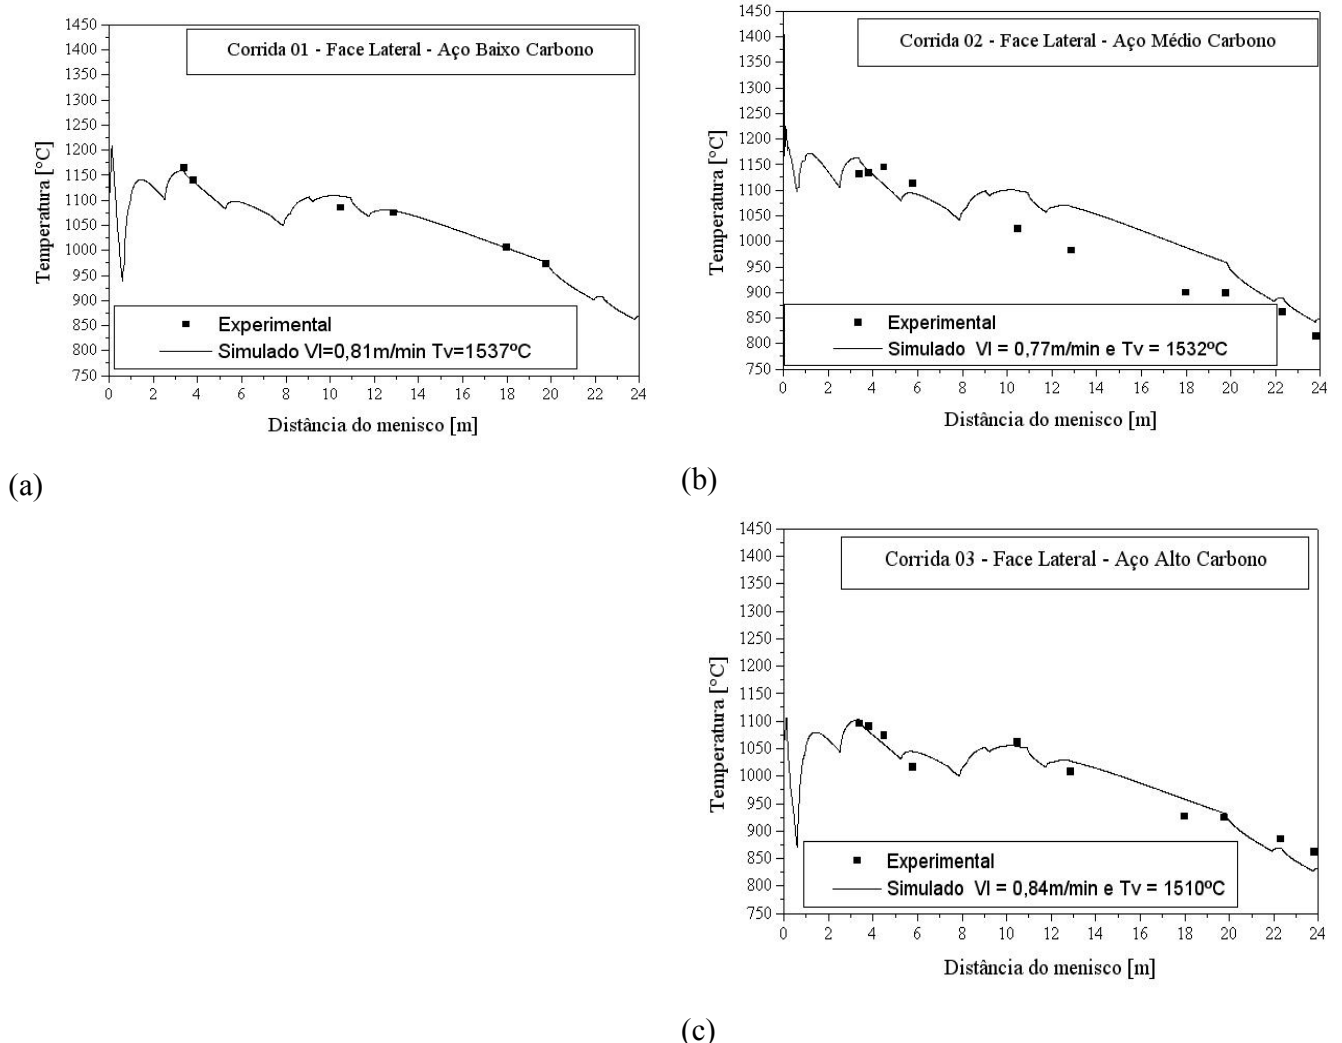 1450
1400
1350
1300
1250
1200
1150
1100
1050
1000
950
900
850
800
750
Temperatura [°C]
Corrida 01 - Face Lateral - Aço Baixo Carbono
Experimental
Simulado Vl=0,81m/min Tv=1537ºC
0 2 4 6 8 10 12 14 16 18 20 22 24
Distância do menisco [m]
(a)
1450
1400
1350
1300
1250
1200
1150
1100
1050
1000
950
900
850
800
750
Temperatura [°C]
Corrida 02 - Face Lateral - Aço Médio Carbono
Experimental
Simulado Vl = 0,77m/min e Tv = 1532ºC
0 2 4 6 8 10 12 14 16 18 20 22 24
Distância do menisco [m]
(b)
1450
1400
1350
1300
1250
1200
1150
1100
1050
1000
950
900
850
800
750
Temperatura [°C]
Corrida 03 - Face Lateral - Aço Alto Carbono
Experimental
Simulado Vl = 0,84m/min e Tv = 1510ºC
0 2 4 6 8 10 12 14 16 18 20 22 24
Distância do menisco [m]
(c)